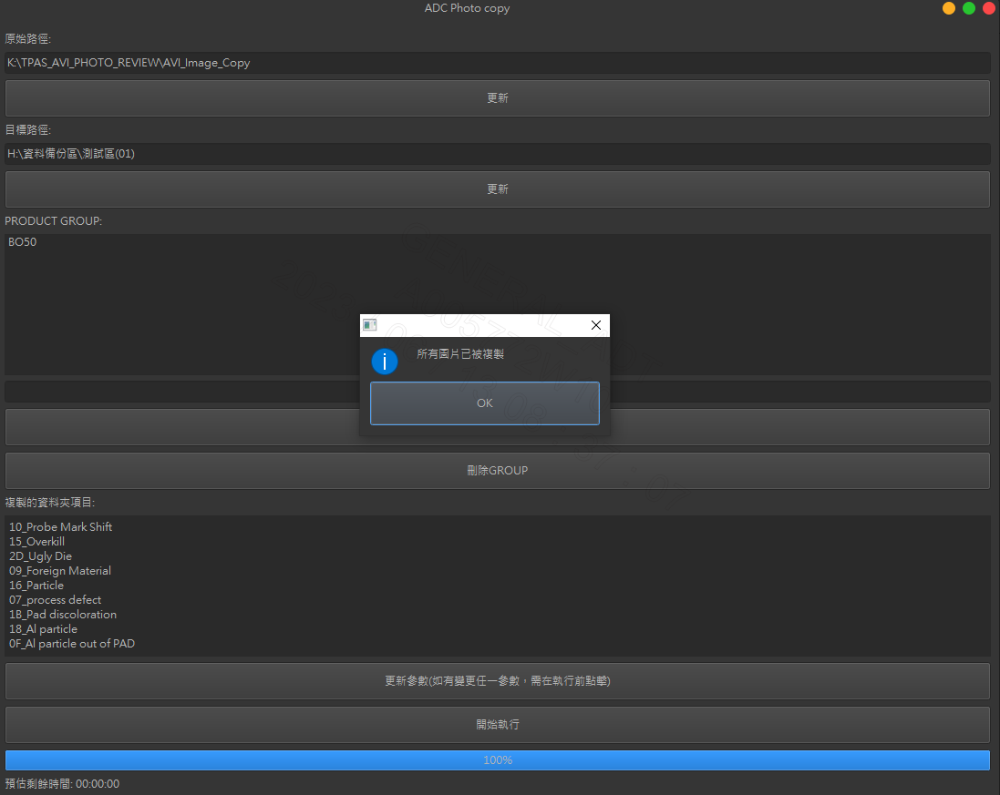 ADC Photo copy
原始路徑:
K:\TPAS_AVI_PHOTO_REVIEW\AVI_Image_Copy
更新
目標路徑:
H:\資料備份區\測試區(01)
更新
PRODUCT GROUP:
BO50
所有圖片已被複製
OK
刪除GROUP
複製的資料夾項目:
10_Probe Mark Shift
15_Overkill
2D_Ugly Die
09_Foreign Material
16_Particle
07_process defect
1B_Pad discoloration
18_Al particle
0F_Al particle out of PAD
更新參數(如有變更任一參數，需在執行前點擊)
開始執行
100%
預估剩餘時間: 00:00:00